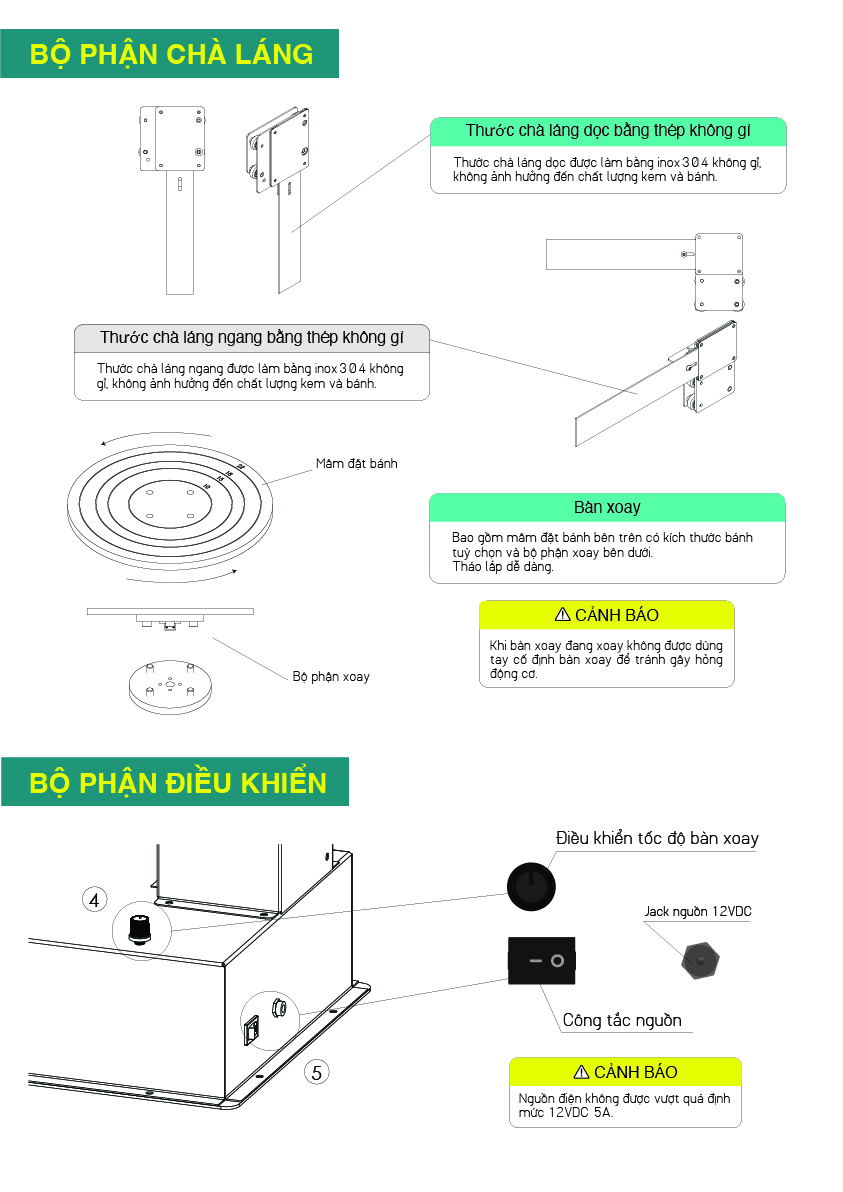 BỘ PHẬN CHÀ LÁNG
Thước chà láng dọc bằng thép không gỉ
Thước chà láng dọc được làm bằng inox 304 không gỉ,
không ảnh hưởng đến chất lượng kem và bánh.
Thước chà láng ngang bằng thép không gỉ
Thước chà láng ngang được làm bằng inox 304 không
gỉ, không ảnh hưởng đến chất lượng kem và bánh.
Mâm đặt bánh
20
18
15
10
Bàn xoay
Bao gồm mâm đặt bánh bên trên có kích thước bánh
tuỳ chọn và bộ phận xoay bên dưới.
Tháo lắp dễ dàng.
CẢNH BÁO
Khi bàn xoay đang xoay không được dùng
tay cố định bàn xoay để tránh gây hỏng
động cơ.
Bộ phận xoay
BỘ PHẬN ĐIỀU KHIỂN
Điều khiển tốc độ bàn xoay
4
Jack nguồn 12VDC
Công tắc nguồn
5
CẢNH BÁO
Nguồn điện không được vượt quá định
mức 12VDC 5A.